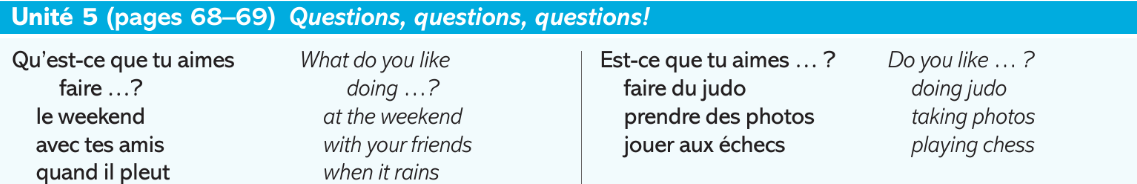 Unité 5 (pages 68–69) Questions, questions, questions!
Qu'est-ce que tu aimes What do you like
faire …? doing …?
le weekend at the weekend
avec tes amis with your friends
quand il pleut when it rains
Est-ce que tu aimes … ? Do you like … ?
faire du judo doing judo
prendre des photos taking photos
jouer aux échecs playing chess